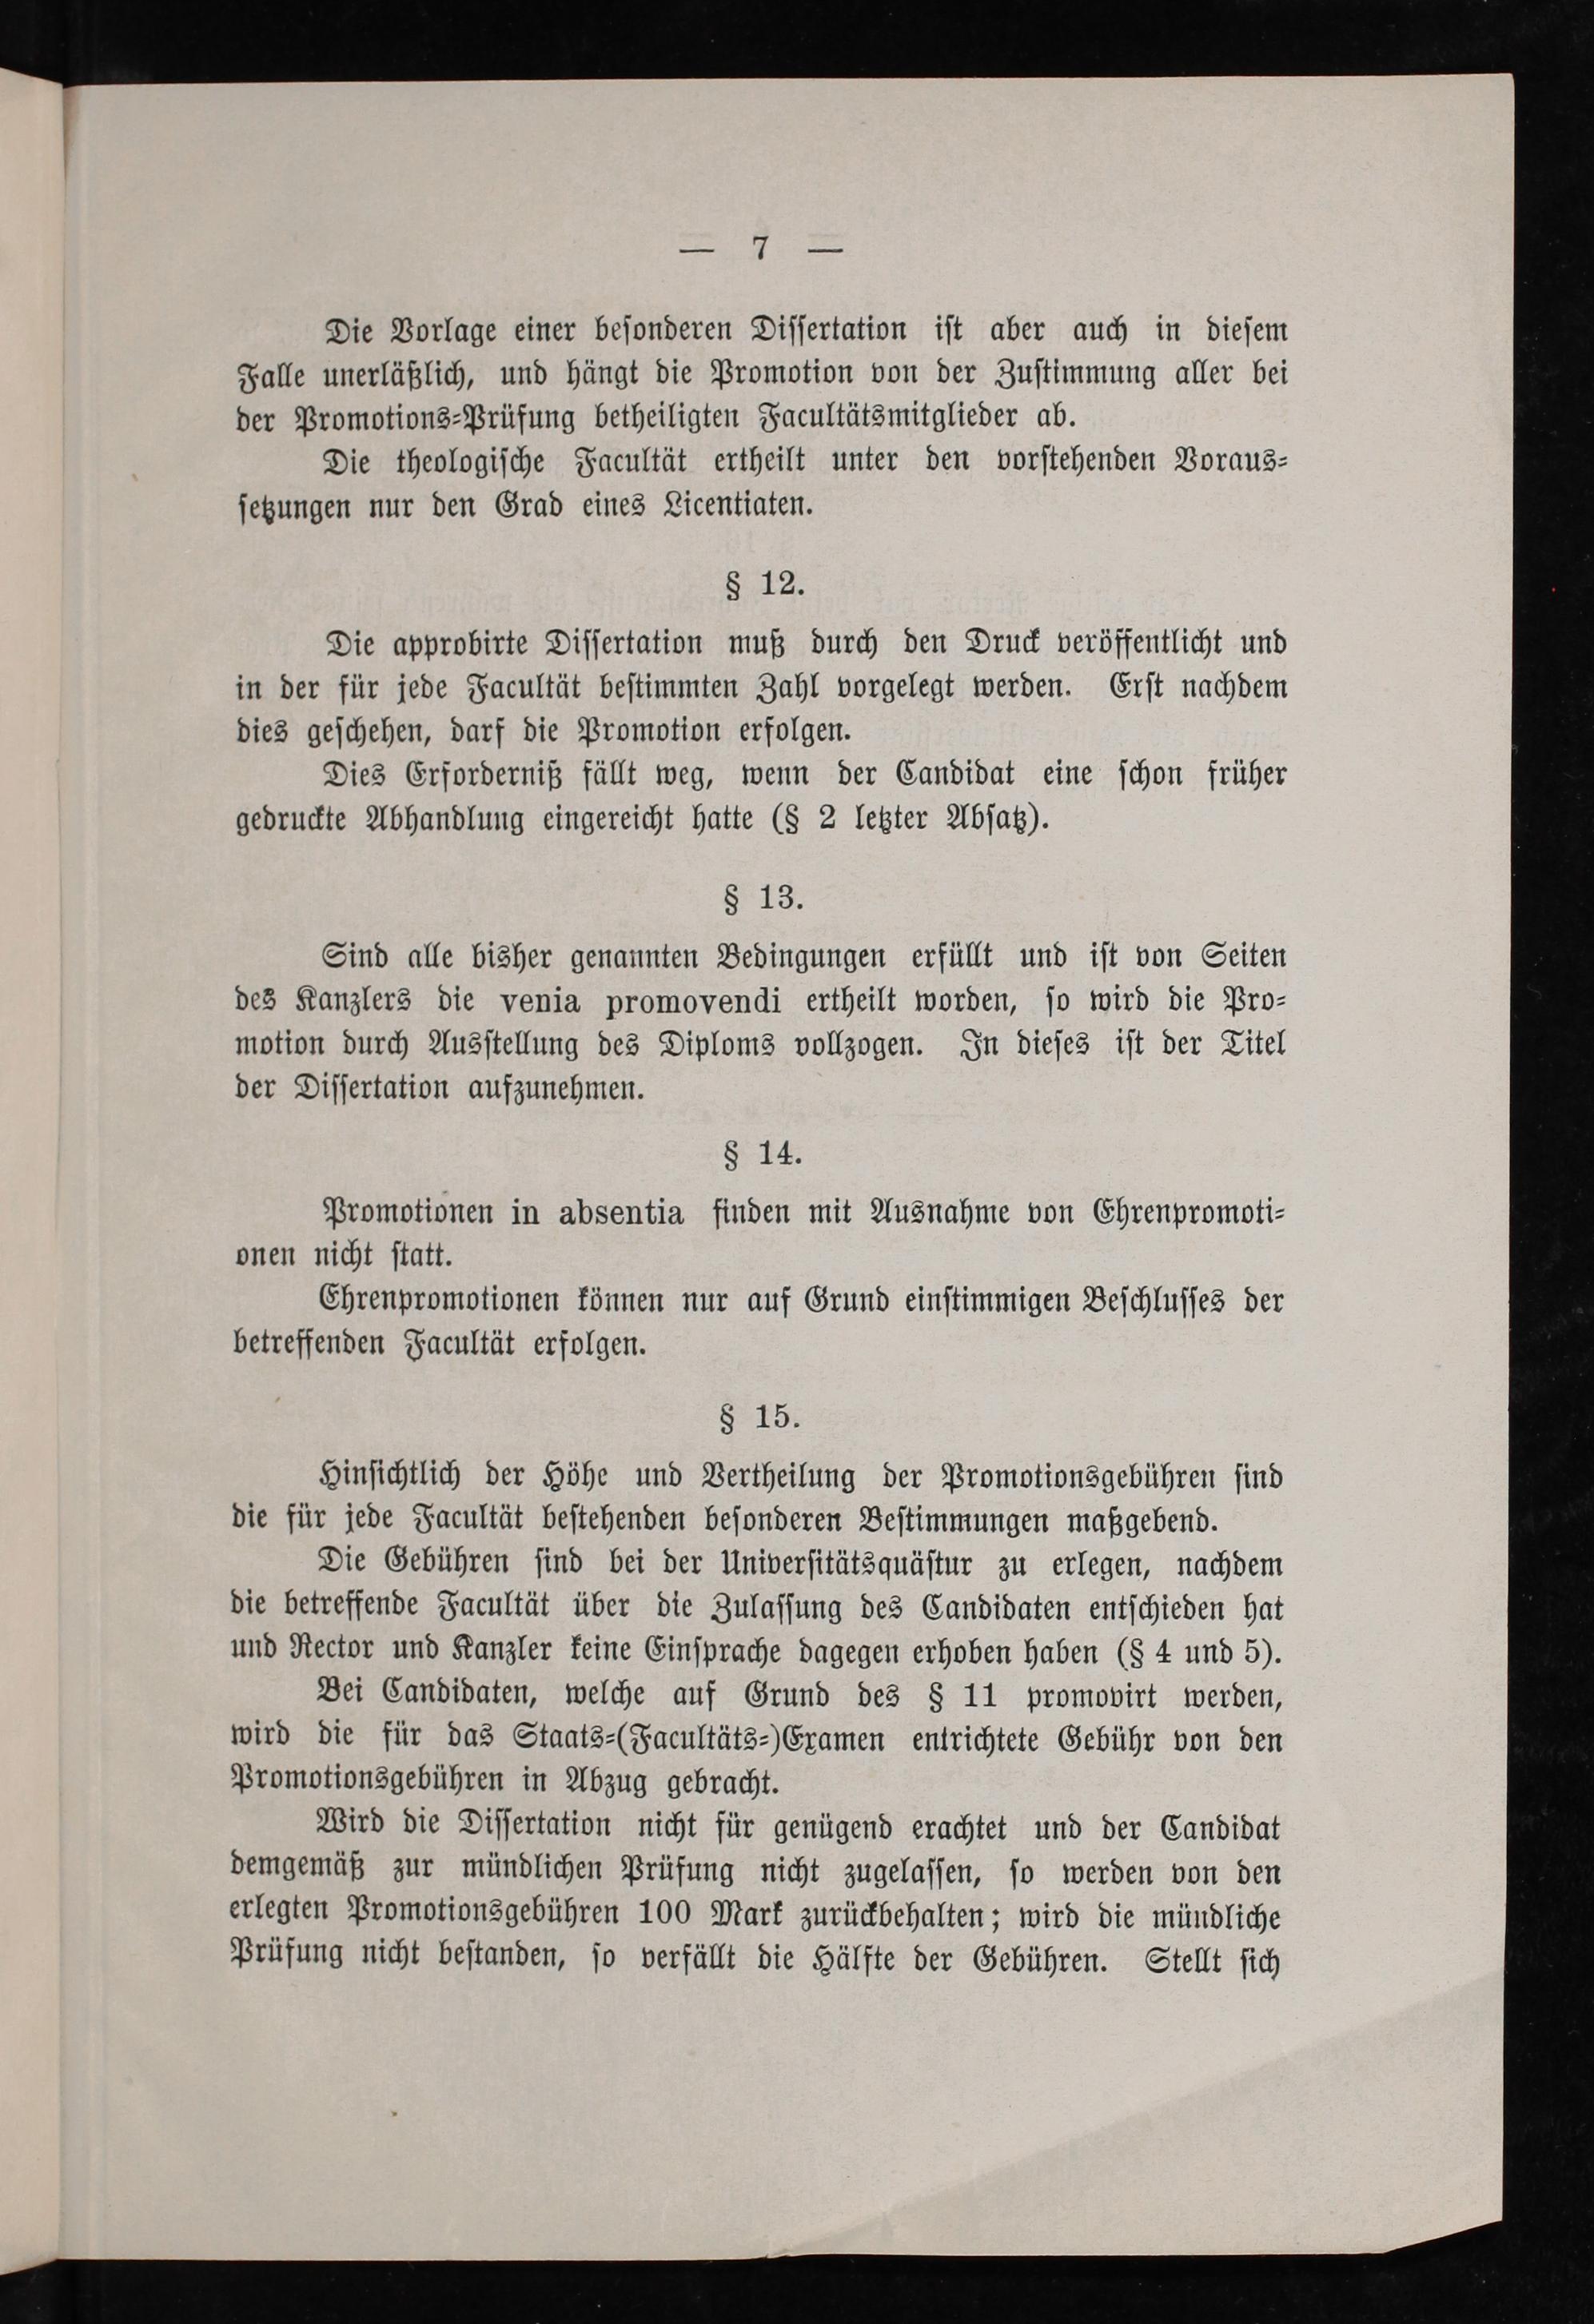 — 7 —
Die Vorlage einer beſonderen Diſſertation iſt aber auch in dieſem
Falle unerläßlich, und hängt die Promotion von der Zuſtimmung aller bei
der Promotions-Prüfung betheiligten Facultätsmitglieder ab.
Die theologiſche Facultät ertheilt unter den vorſtehenden Voraus-
ſetzungen nur den Grad eines Licentiaten.
§ 12.
Die approbirte Diſſertation muß durch den Druck veröffentlicht und
in der für jede Facultät beſtimmten Zahl vorgelegt werden. Erſt nachdem
dies geſchehen, darf die Promotion erfolgen.
Dies Erforderniß fällt weg, wenn der Candidat eine ſchon früher
gedruckte Abhandlung eingereicht hatte (§ 2 letzter Abſatz).
§ 13.
Sind alle bisher genannten Bedingungen erfüllt und iſt von Seiten
des Kanzlers die venia promovendi ertheilt worden, ſo wird die Pro-
motion durch Ausſtellung des Diploms vollzogen. In dieſes iſt der Titel
der Diſſertation aufzunehmen.
§ 14.
Promotionen in absentia finden mit Ausnahme von Ehrenpromoti-
onen nicht ſtatt.
Ehrenpromotionen können nur auf Grund einſtimmigen Beſchluſſes der
betreffenden Facultät erfolgen.
§ 15.
Hinſichtlich der Höhe und Vertheilung der Promotionsgebühren ſind
die für jede Facultät beſtehenden beſonderen Beſtimmungen maßgebend.
Die Gebühren ſind bei der Univerſitätsquäſtur zu erlegen, nachdem
die betreffende Facultät über die Zulaſſung des Candidaten entſchieden hat
und Rector und Kanzler keine Einſprache dagegen erhoben haben (§ 4 und 5).
Bei Candidaten, welche auf Grund des § 11 promovirt werden,
wird die für das Staats-(Facultäts-)Examen entrichtete Gebühr von den
Promotionsgebühren in Abzug gebracht.
Wird die Diſſertation nicht für genügend erachtet und der Candidat
demgemäß zur mündlichen Prüfung nicht zugelaſſen, ſo werden von den
erlegten Promotionsgebühren 100 Mark zurückbehalten; wird die mündliche
Prüfung nicht beſtanden, ſo verfällt die Hälfte der Gebühren. Stellt ſich